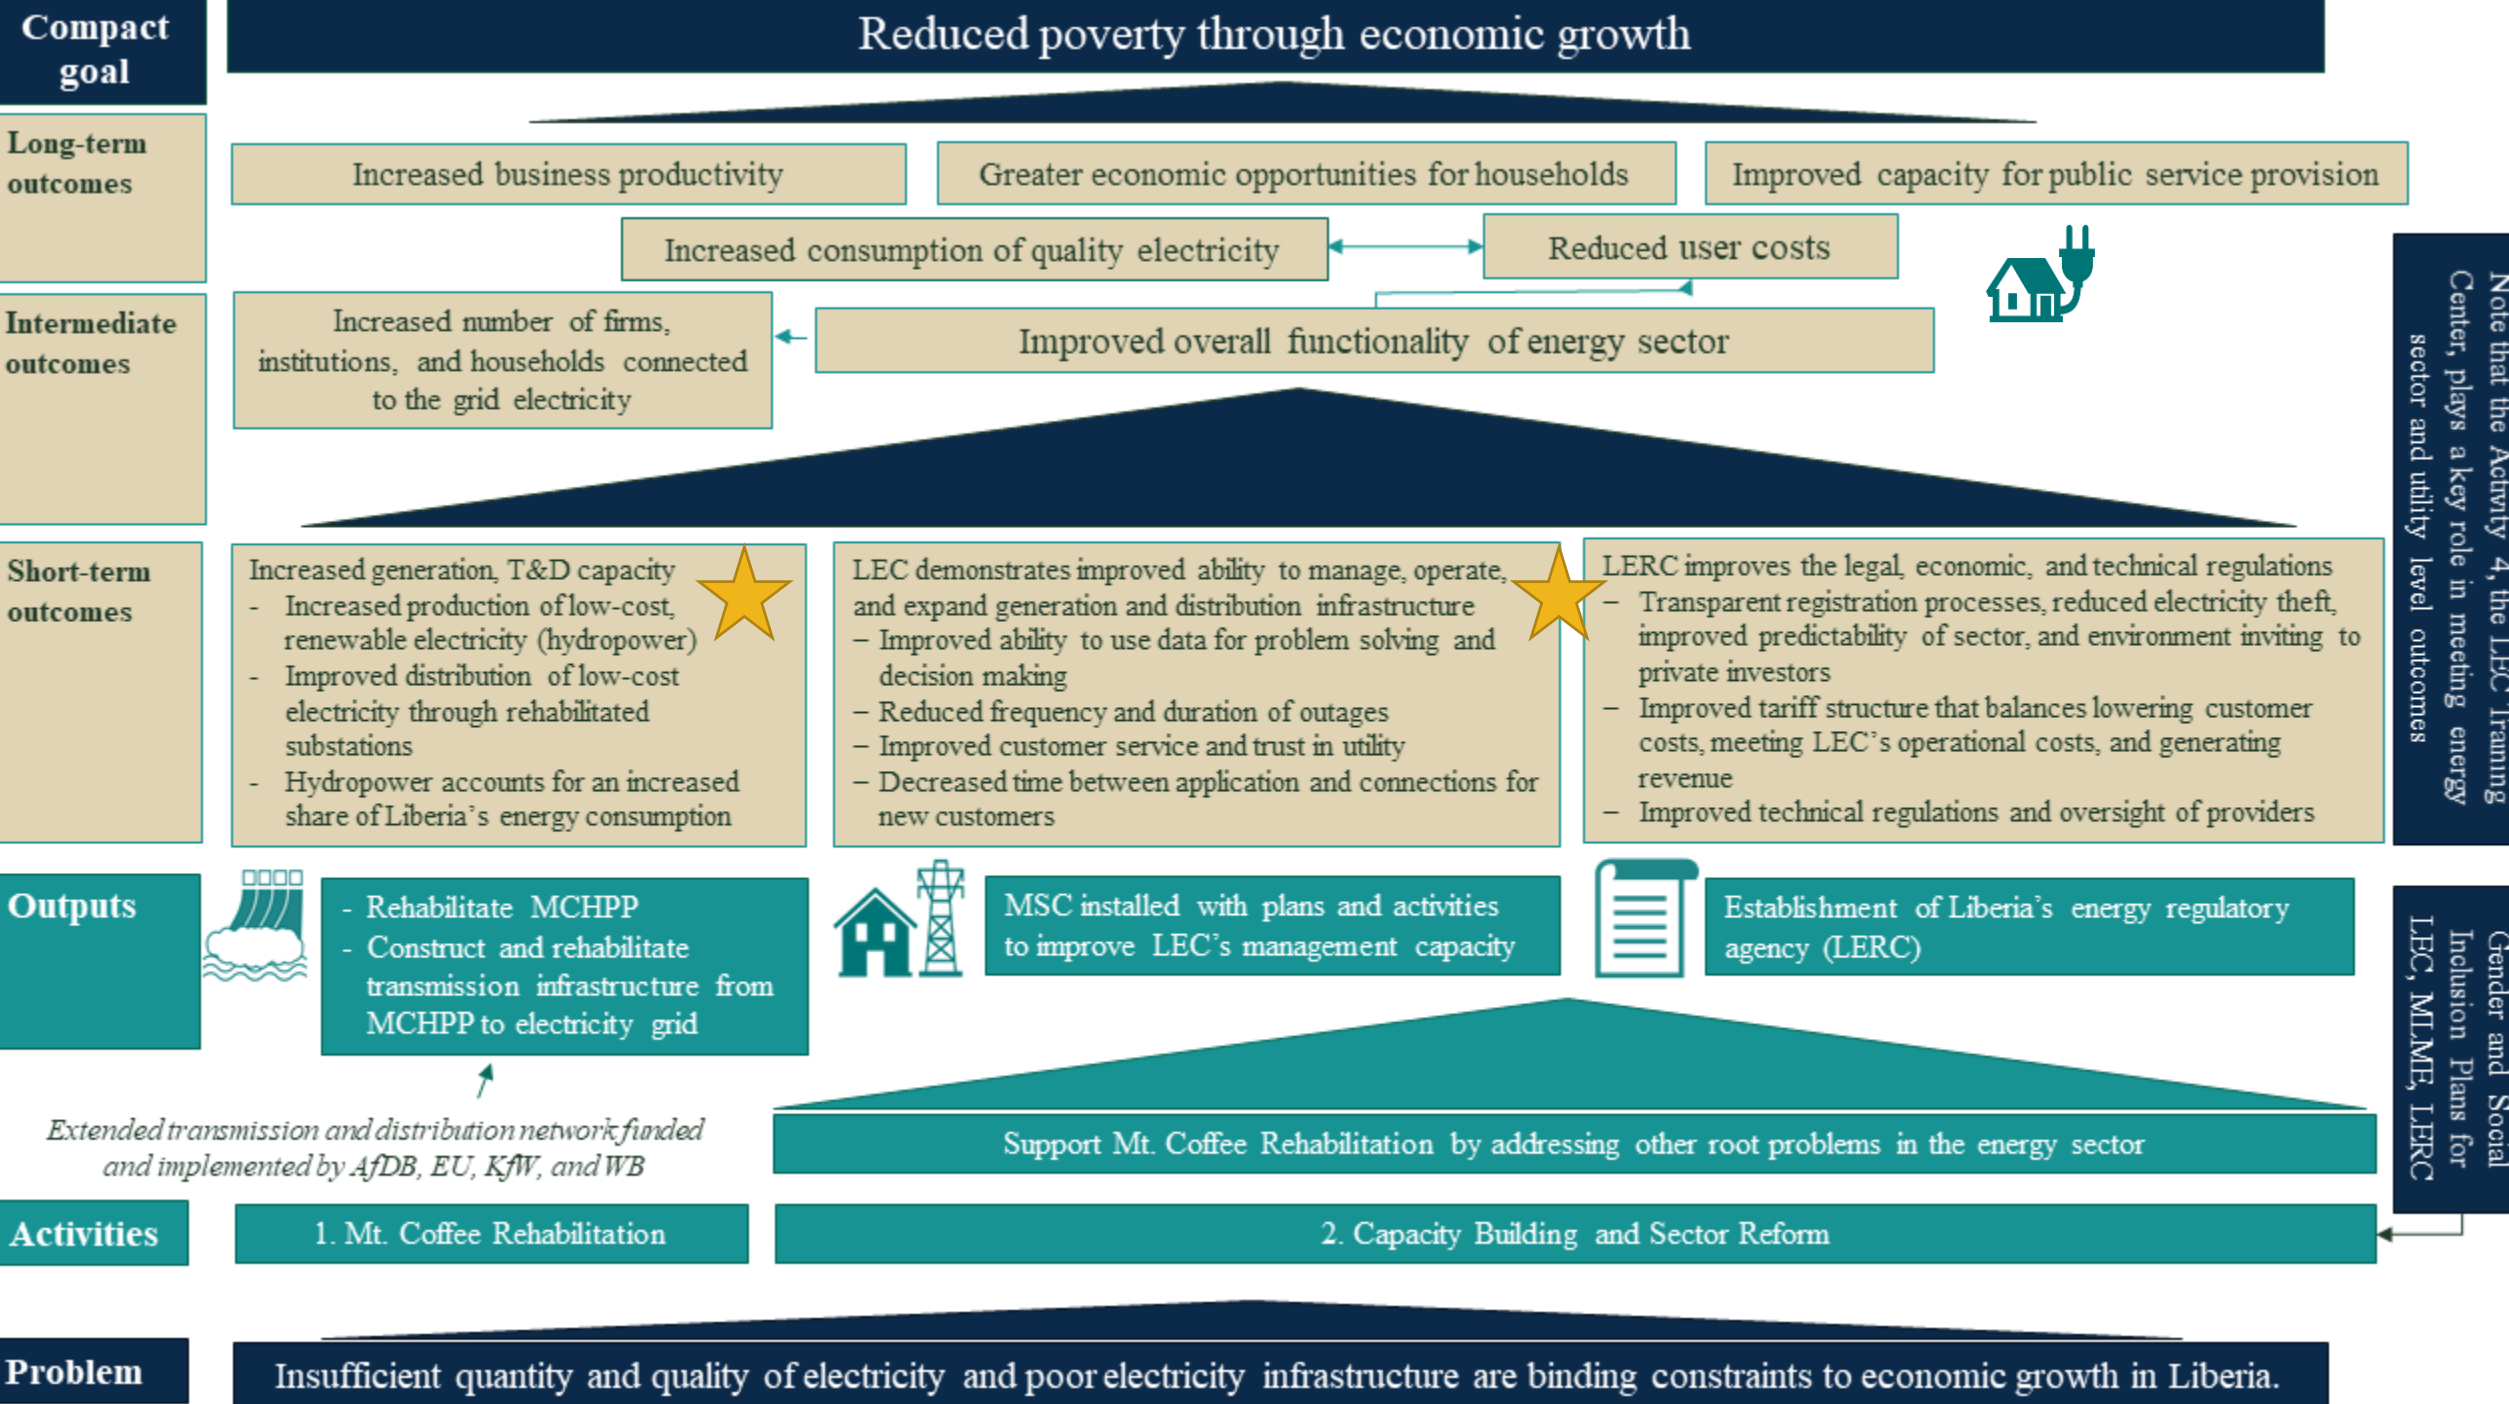 Compact
goal
Reduced poverty through economic growth
Long-term
outcomes
Increased business productivity
Greater economic opportunities for households
Improved capacity for public service provision
Increased consumption of quality electricity
Reduced user costs
Intermediate
outcomes
Increased number of firms,
institutions, and households connected
to the grid electricity
Improved overall functionality of energy sector
Short-term
outcomes
Increased generation, T&D capacity
- Increased production of low-cost,
renewable electricity (hydropower)
- Improved distribution of low-cost
electricity through rehabilitated
substations
- Hydropower accounts for an increased
share of Liberia's energy consumption
LEC demonstrates improved ability to manage, operate,
and expand generation and distribution infrastructure
– Improved ability to use data for problem solving and
decision making
– Reduced frequency and duration of outages
– Improved customer service and trust in utility
– Decreased time between application and connections for
new customers
LERC improves the legal, economic, and technical regulations
– Transparent registration processes, reduced electricity theft,
improved predictability of sector, and environment inviting to
private investors
– Improved tariff structure that balances lowering customer
costs, meeting LEC's operational costs, and generating
revenue
– Improved technical regulations and oversight of providers
Note that the Activity 4, the LEC Training
Center, plays a key role in meeting energy
sector and utility level outcomes
Outputs
- Rehabilitate MCHPP
- Construct and rehabilitate
transmission infrastructure from
MCHPP to electricity grid
MSC installed with plans and activities
to improve LEC's management capacity
Establishment of Liberia's energy regulatory
agency (LERC)
Gender and Social
Inclusion Plans for
LEC, MLME, LERC
Extended transmission and distribution network funded
and implemented by AfDB, EU, KfW, and WB
Support Mt. Coffee Rehabilitation by addressing other root problems in the energy sector
Activities
1. Mt. Coffee Rehabilitation
2. Capacity Building and Sector Reform
Problem
Insufficient quantity and quality of electricity and poor electricity infrastructure are binding constraints to economic growth in Liberia.